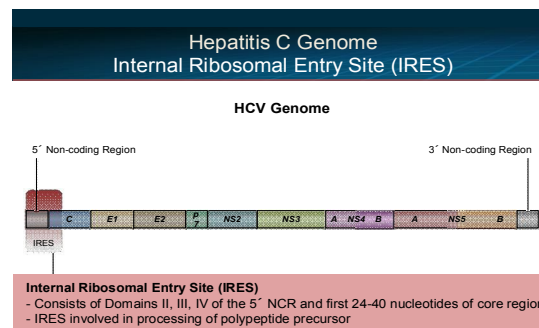 Hepatitis C Genome
Internal Ribosomal Entry Site (IRES)
HCV Genome
5´ Non-coding Region 3´ Non-coding Region
C E1 E2 P7 NS2 NS3 A NS4 B A NS5 B
IRES
Internal Ribosomal Entry Site (IRES)
- Consists of Domains II, III, IV of the 5´ NCR and first 24-40 nucleotides of core region
- IRES involved in processing of polypeptide precursor